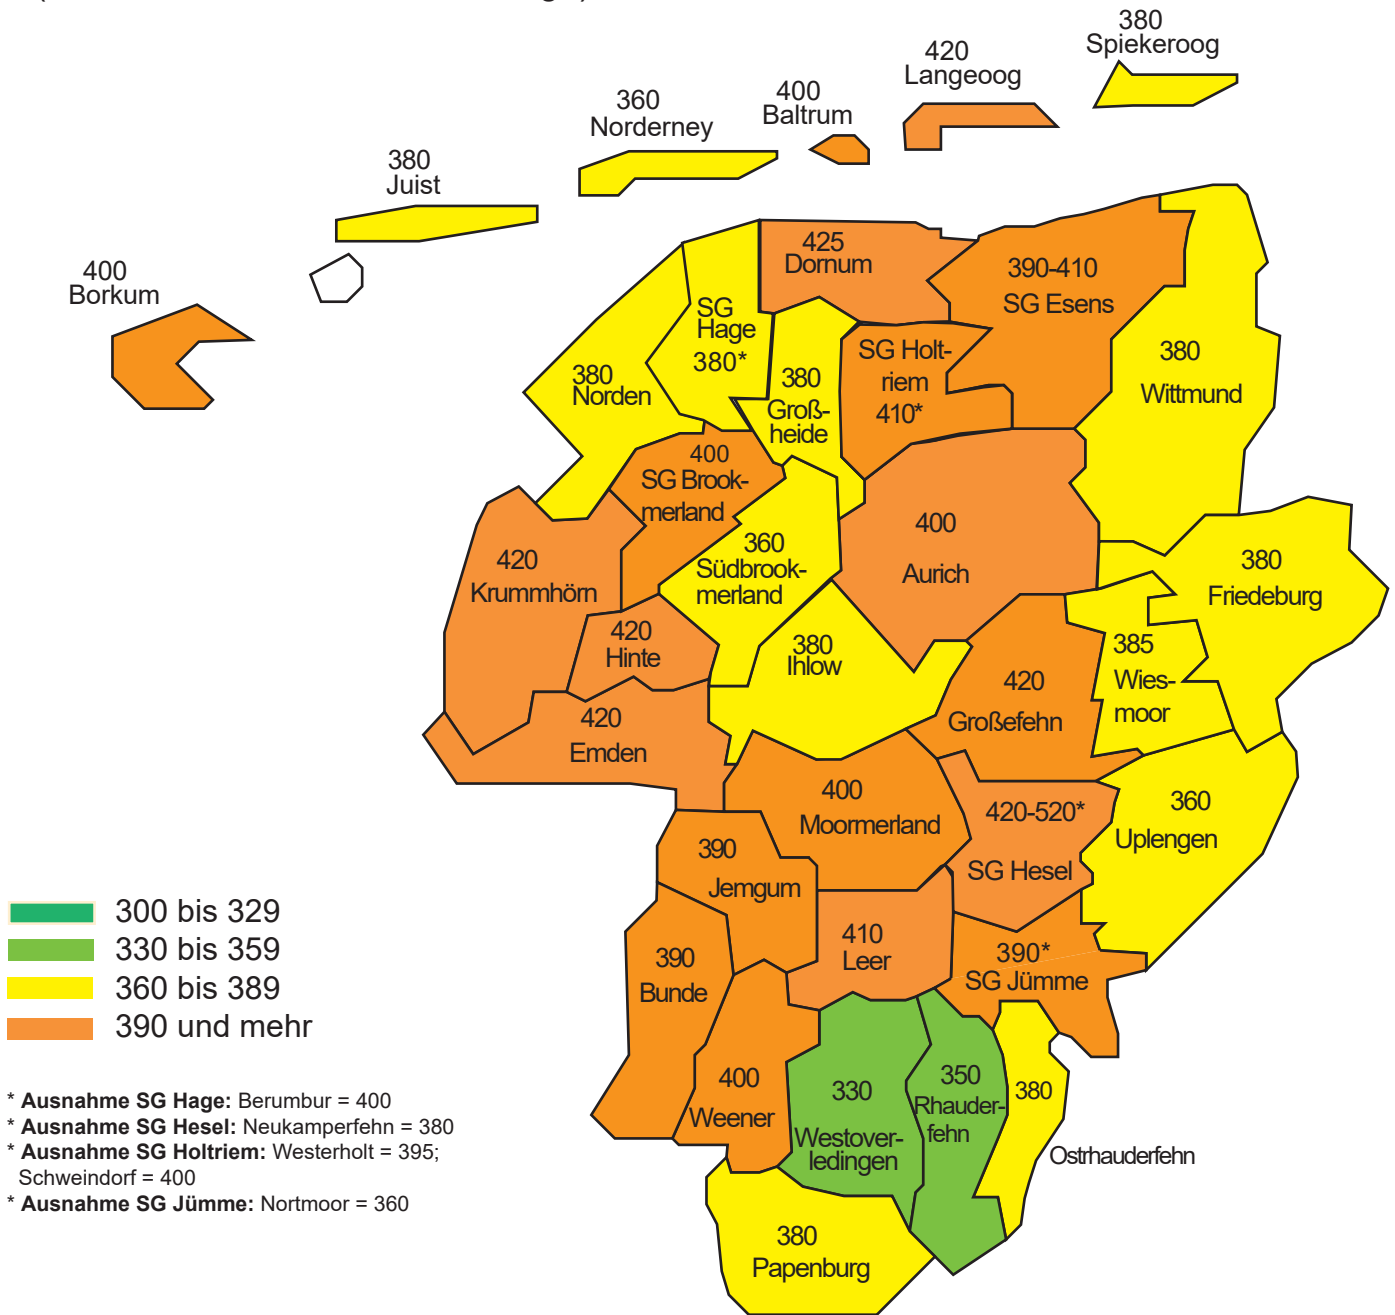 380
Spiekeroog
420
Langeoog
400
Baltrum
360
Norderney
380
Juist
400
Borkum
425
Dornum
390-410
SG Esens
SG
Hage
380*
SG Holt-
riem
410*
380
Wittmund
380
Norden
380
Groß-
heide
400
SG Brook-
merland
400
Aurich
360
Südbrook-
merland
420
Krummhörn
380
Friedeburg
420
Hinte
380
Ihlow
385
Wies-
moor
420
Großefehn
420
Emden
400
Moormerland
420-520*
SG Hesel
360
Uplengen
390
Jemgum
410
Leer
390*
SG Jümme
390
Bunde
400
Weener
330
Westover-
ledingen
350
Rhauder-
fehn
380
Ostrhauderfehn
380
Papenburg
300 bis 329
330 bis 359
360 bis 389
390 und mehr
* Ausnahme SG Hage: Berumbur = 400
* Ausnahme SG Hesel: Neukamperfehn = 380
* Ausnahme SG Holtriem: Westerholt = 395;
Schweindorf = 400
* Ausnahme SG Jümme: Nortmoor = 360